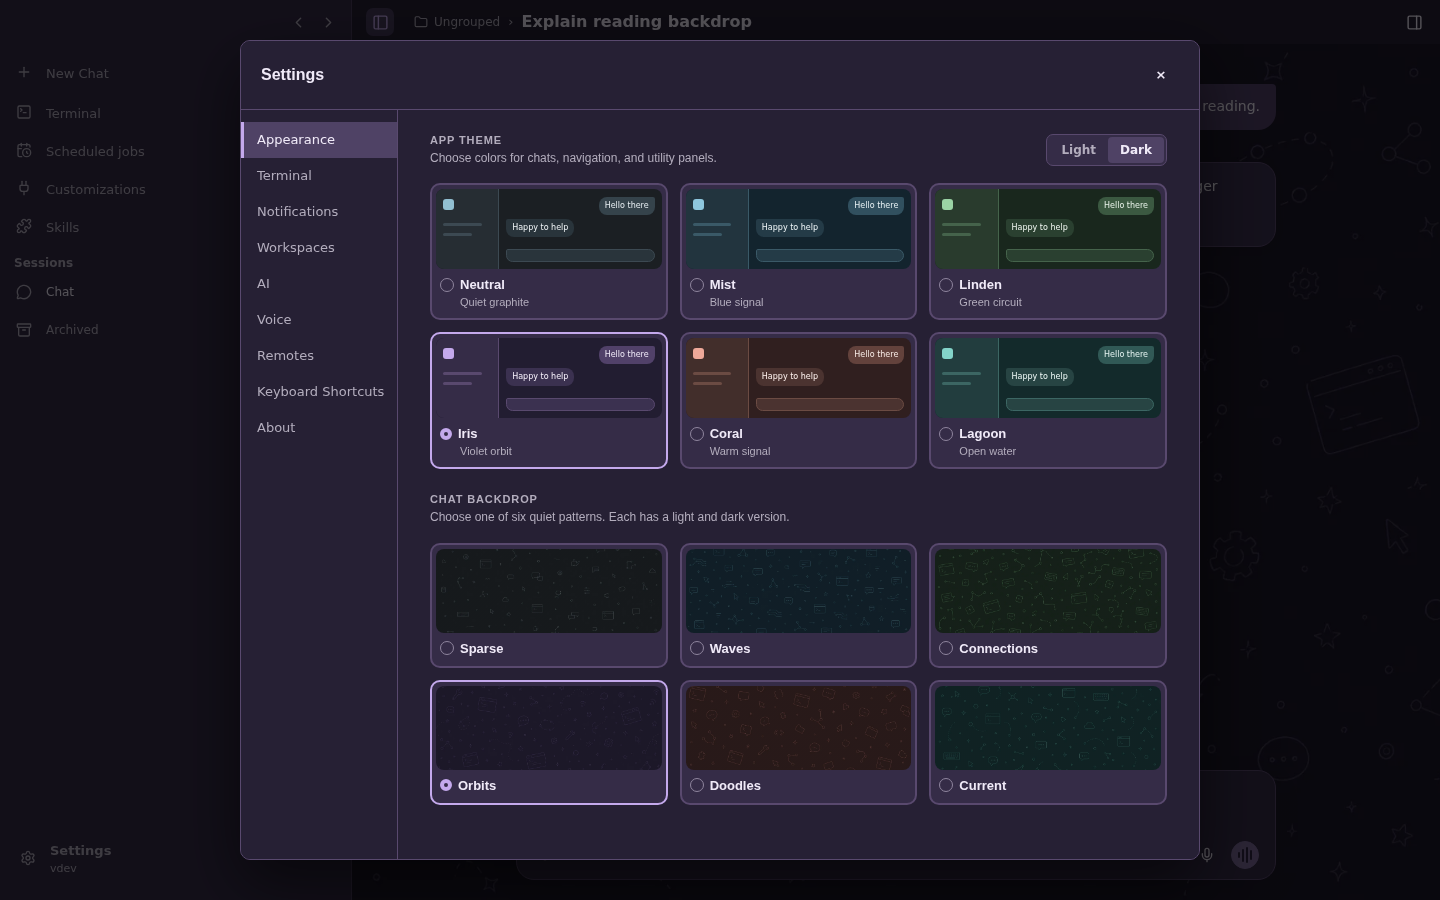 Ungrouped › Explain reading backdrop
New Chat
Terminal
Scheduled jobs
Customizations
Skills
Sessions
Chat
Archived
Settings
vdev
reading.
ger
Settings
×
Appearance
Terminal
Notifications
Workspaces
AI
Voice
Remotes
Keyboard Shortcuts
About
APP THEME
Choose colors for chats, navigation, and utility panels.
Light Dark
Hello there
Happy to help
Neutral
Quiet graphite
Hello there
Happy to help
Mist
Blue signal
Hello there
Happy to help
Linden
Green circuit
Hello there
Happy to help
Iris
Violet orbit
Hello there
Happy to help
Coral
Warm signal
Hello there
Happy to help
Lagoon
Open water
CHAT BACKDROP
Choose one of six quiet patterns. Each has a light and dark version.
Sparse
Waves
Connections
Orbits
Doodles
Current